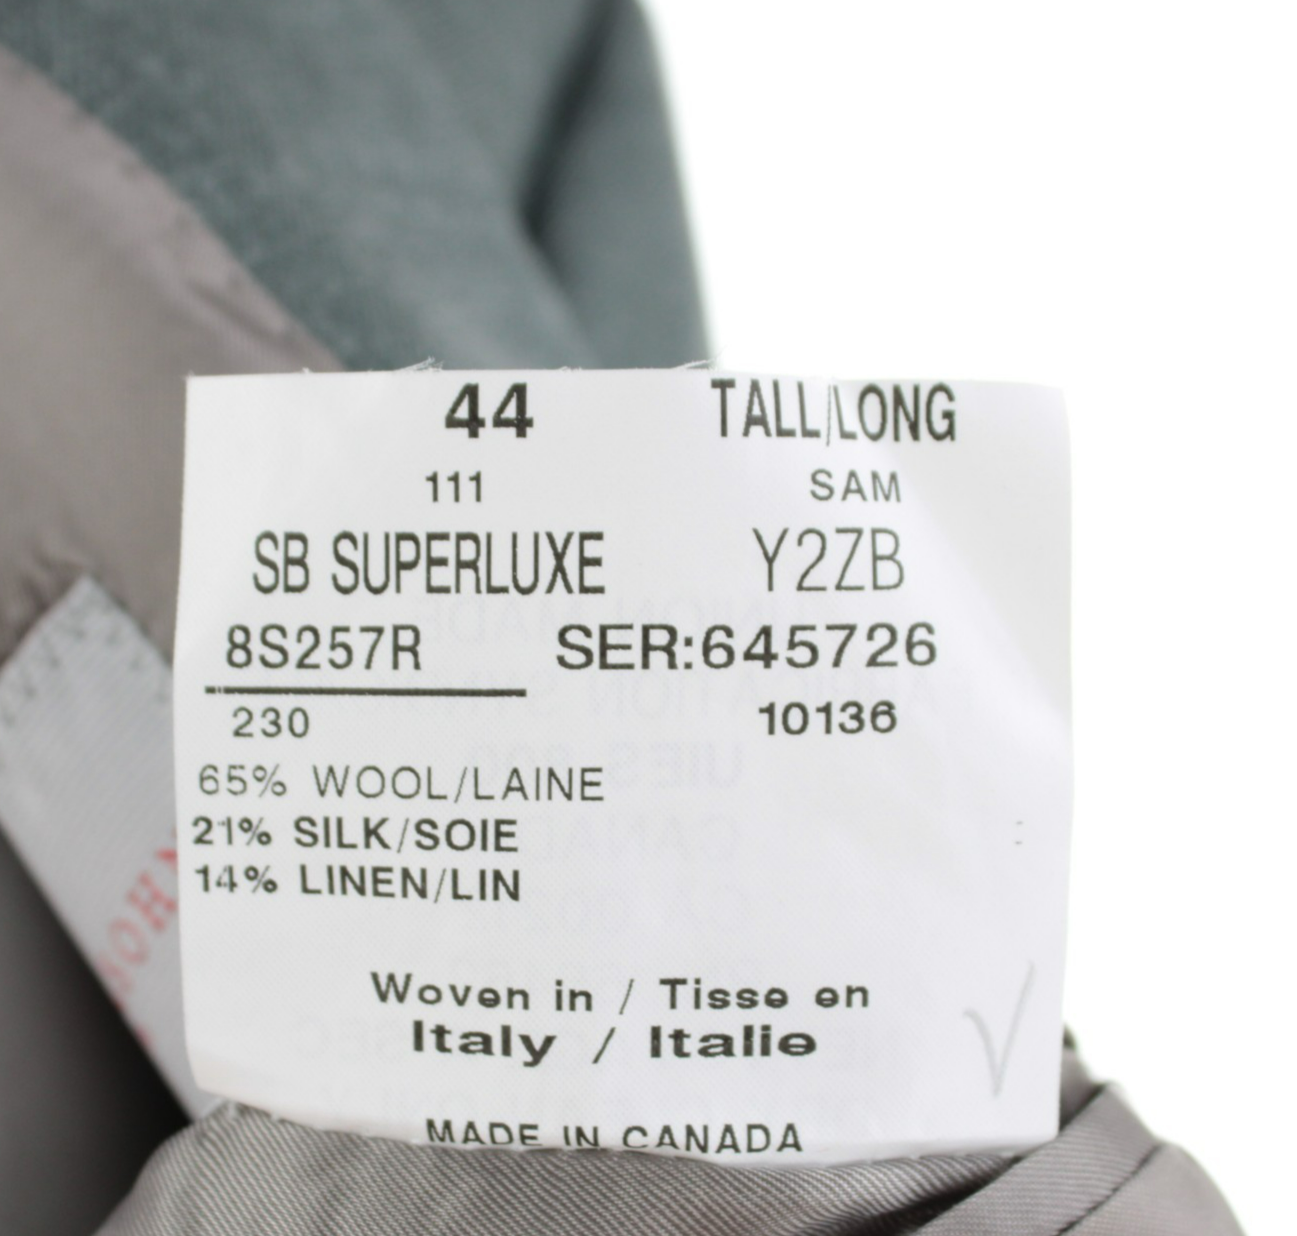 44 TALL/LONG
111 SAM
SB SUPERLUXE Y2ZB
8S257R SER:645726
230 10136
65% WOOL/LAINE
21% SILK/SOIE
14% LINEN/LIN
Woven in / Tisse en
Italy / Italie
MADE IN CANADA
JOHN